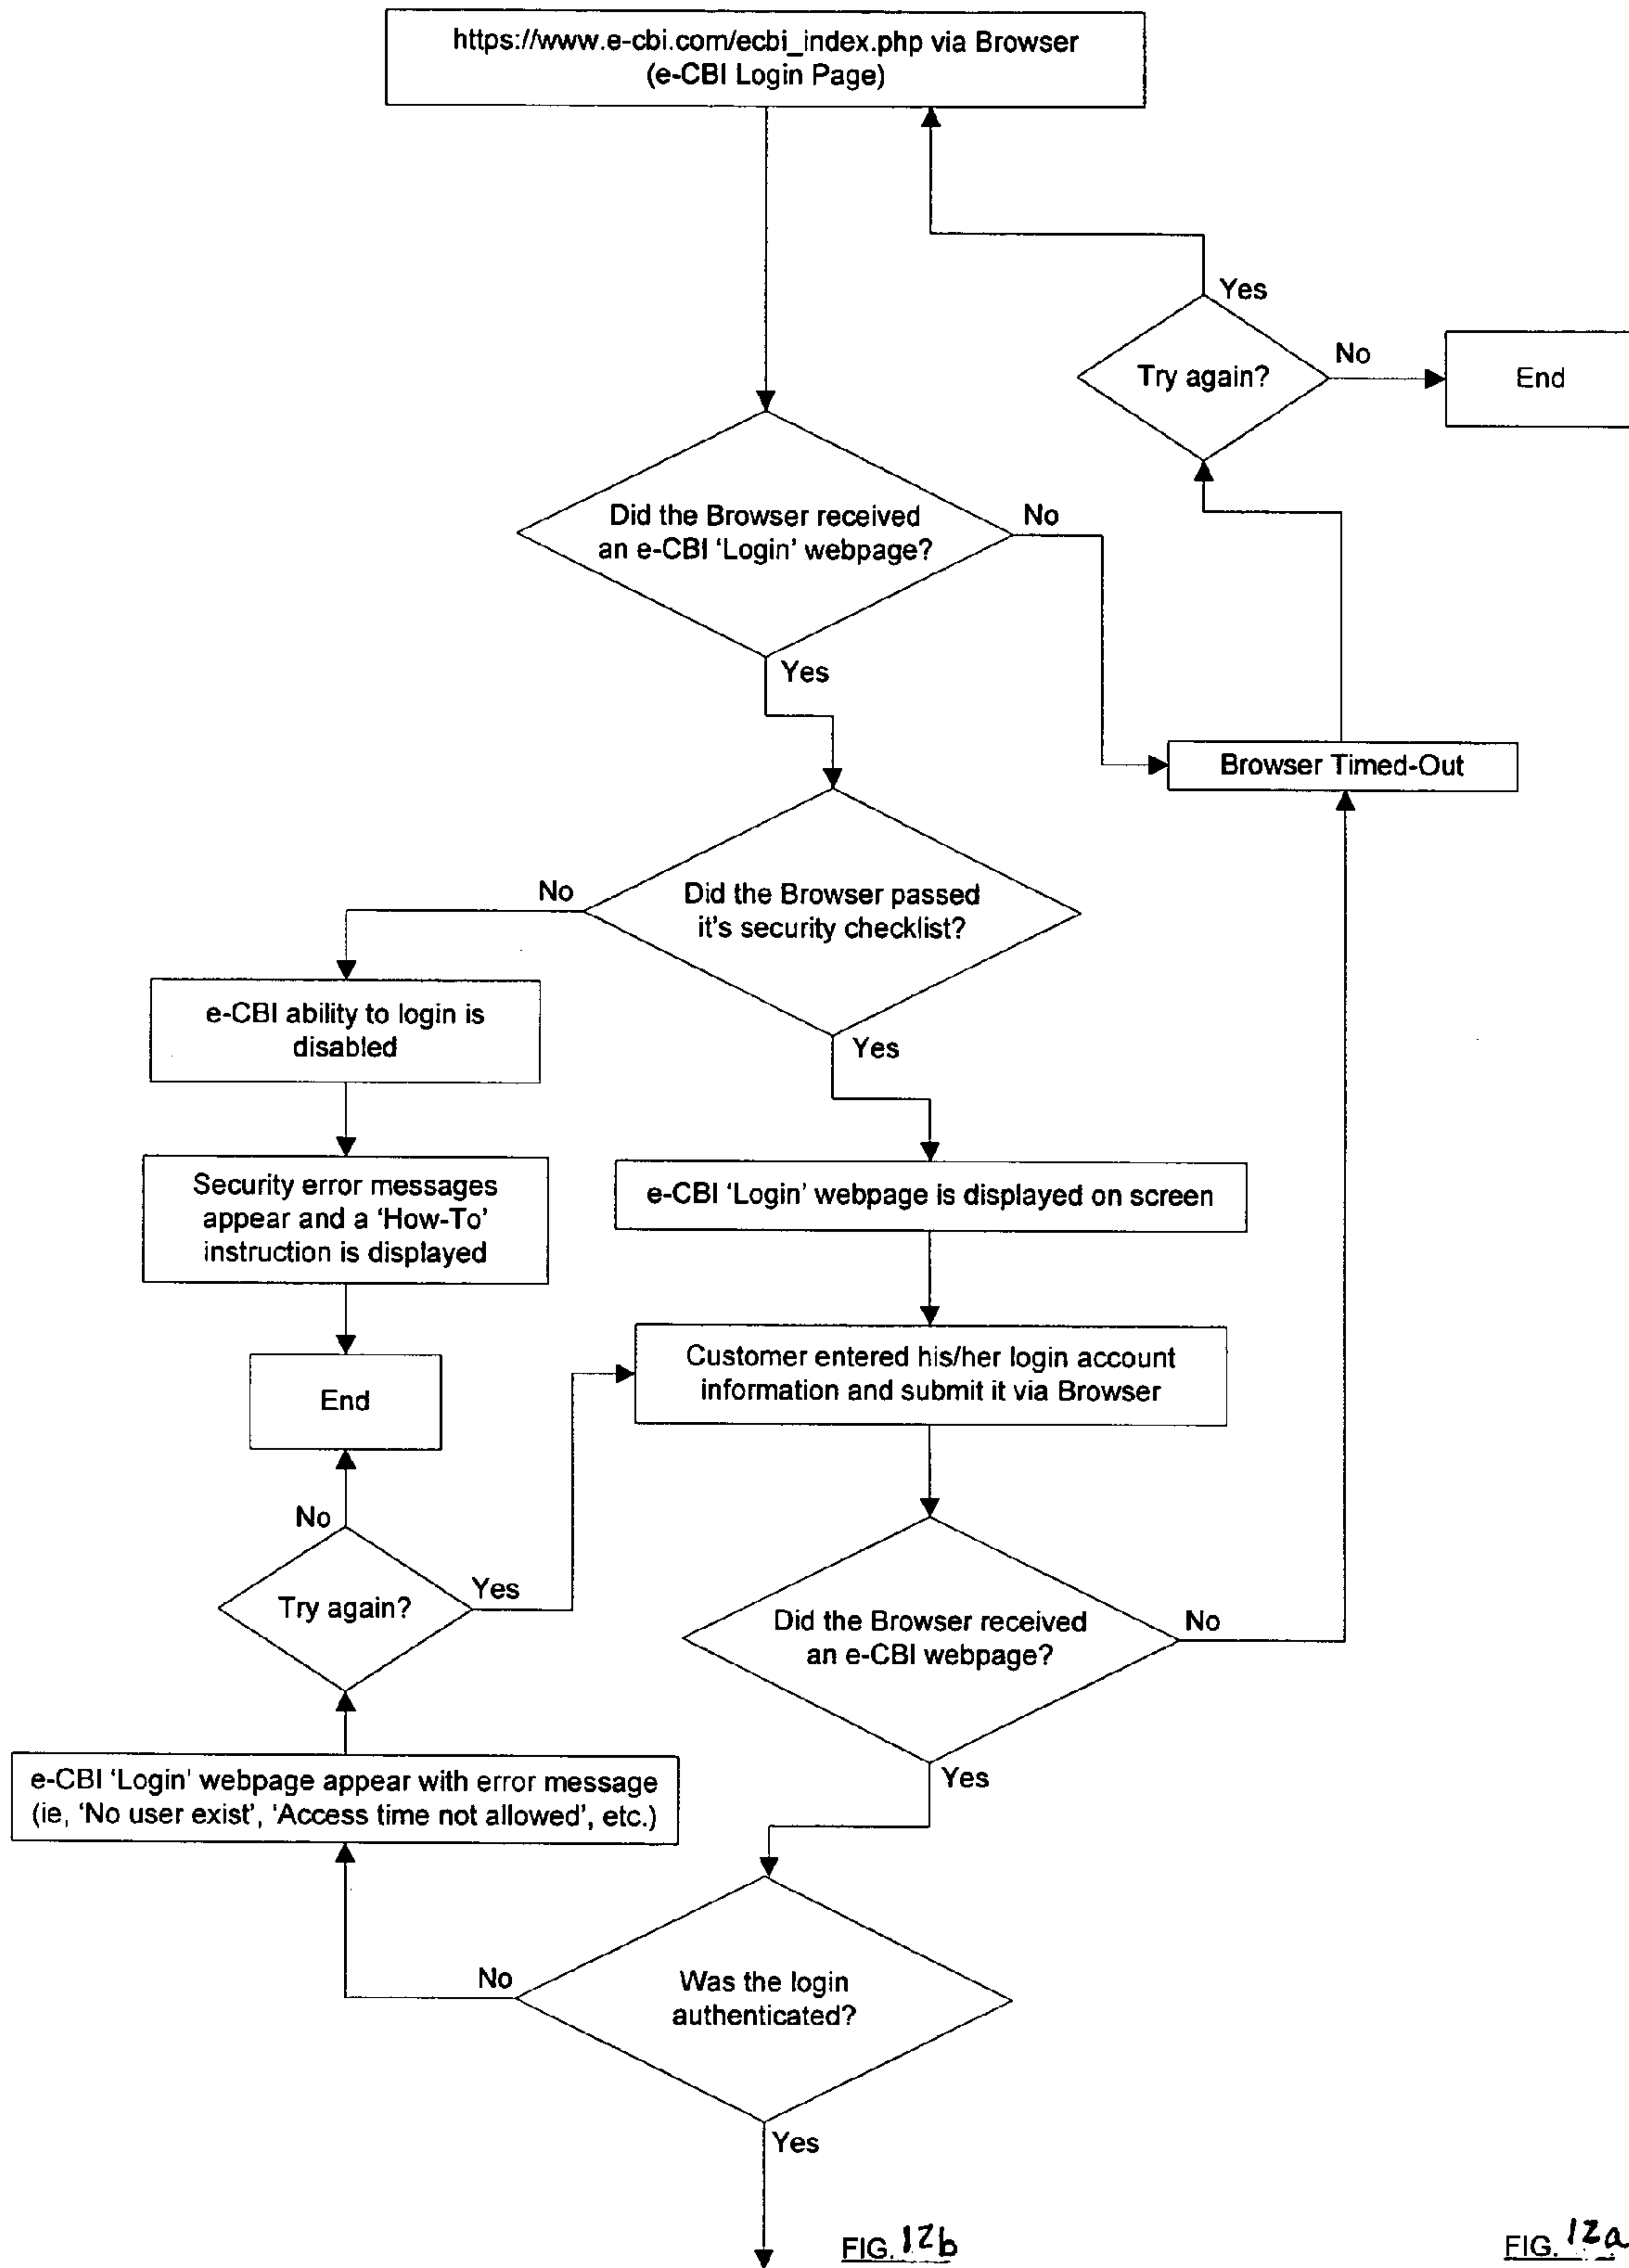 https://www.e-cbi.com/ecbi_index.php via Browser
(e-CBI Login Page)
Yes
Try again?
No
End
Did the Browser received
an e-CBI ‘Login’ webpage?
No
Yes
Browser Timed-Out
Did the Browser passed
it's security checklist?
No
Yes
e-CBI ability to login is
disabled
Security error messages
appear and a ‘How-To’
instruction is displayed
End
e-CBI ‘Login’ webpage is displayed on screen
Customer entered his/her login account
information and submit it via Browser
No
Try again?
Yes
Did the Browser received
an e-CBI webpage?
No
Yes
e-CBI ‘Login’ webpage appear with error message
(ie, ‘No user exist’, ‘Access time not allowed’, etc.)
No
Was the login
authenticated?
Yes
FIG. 12b
FIG. 12a